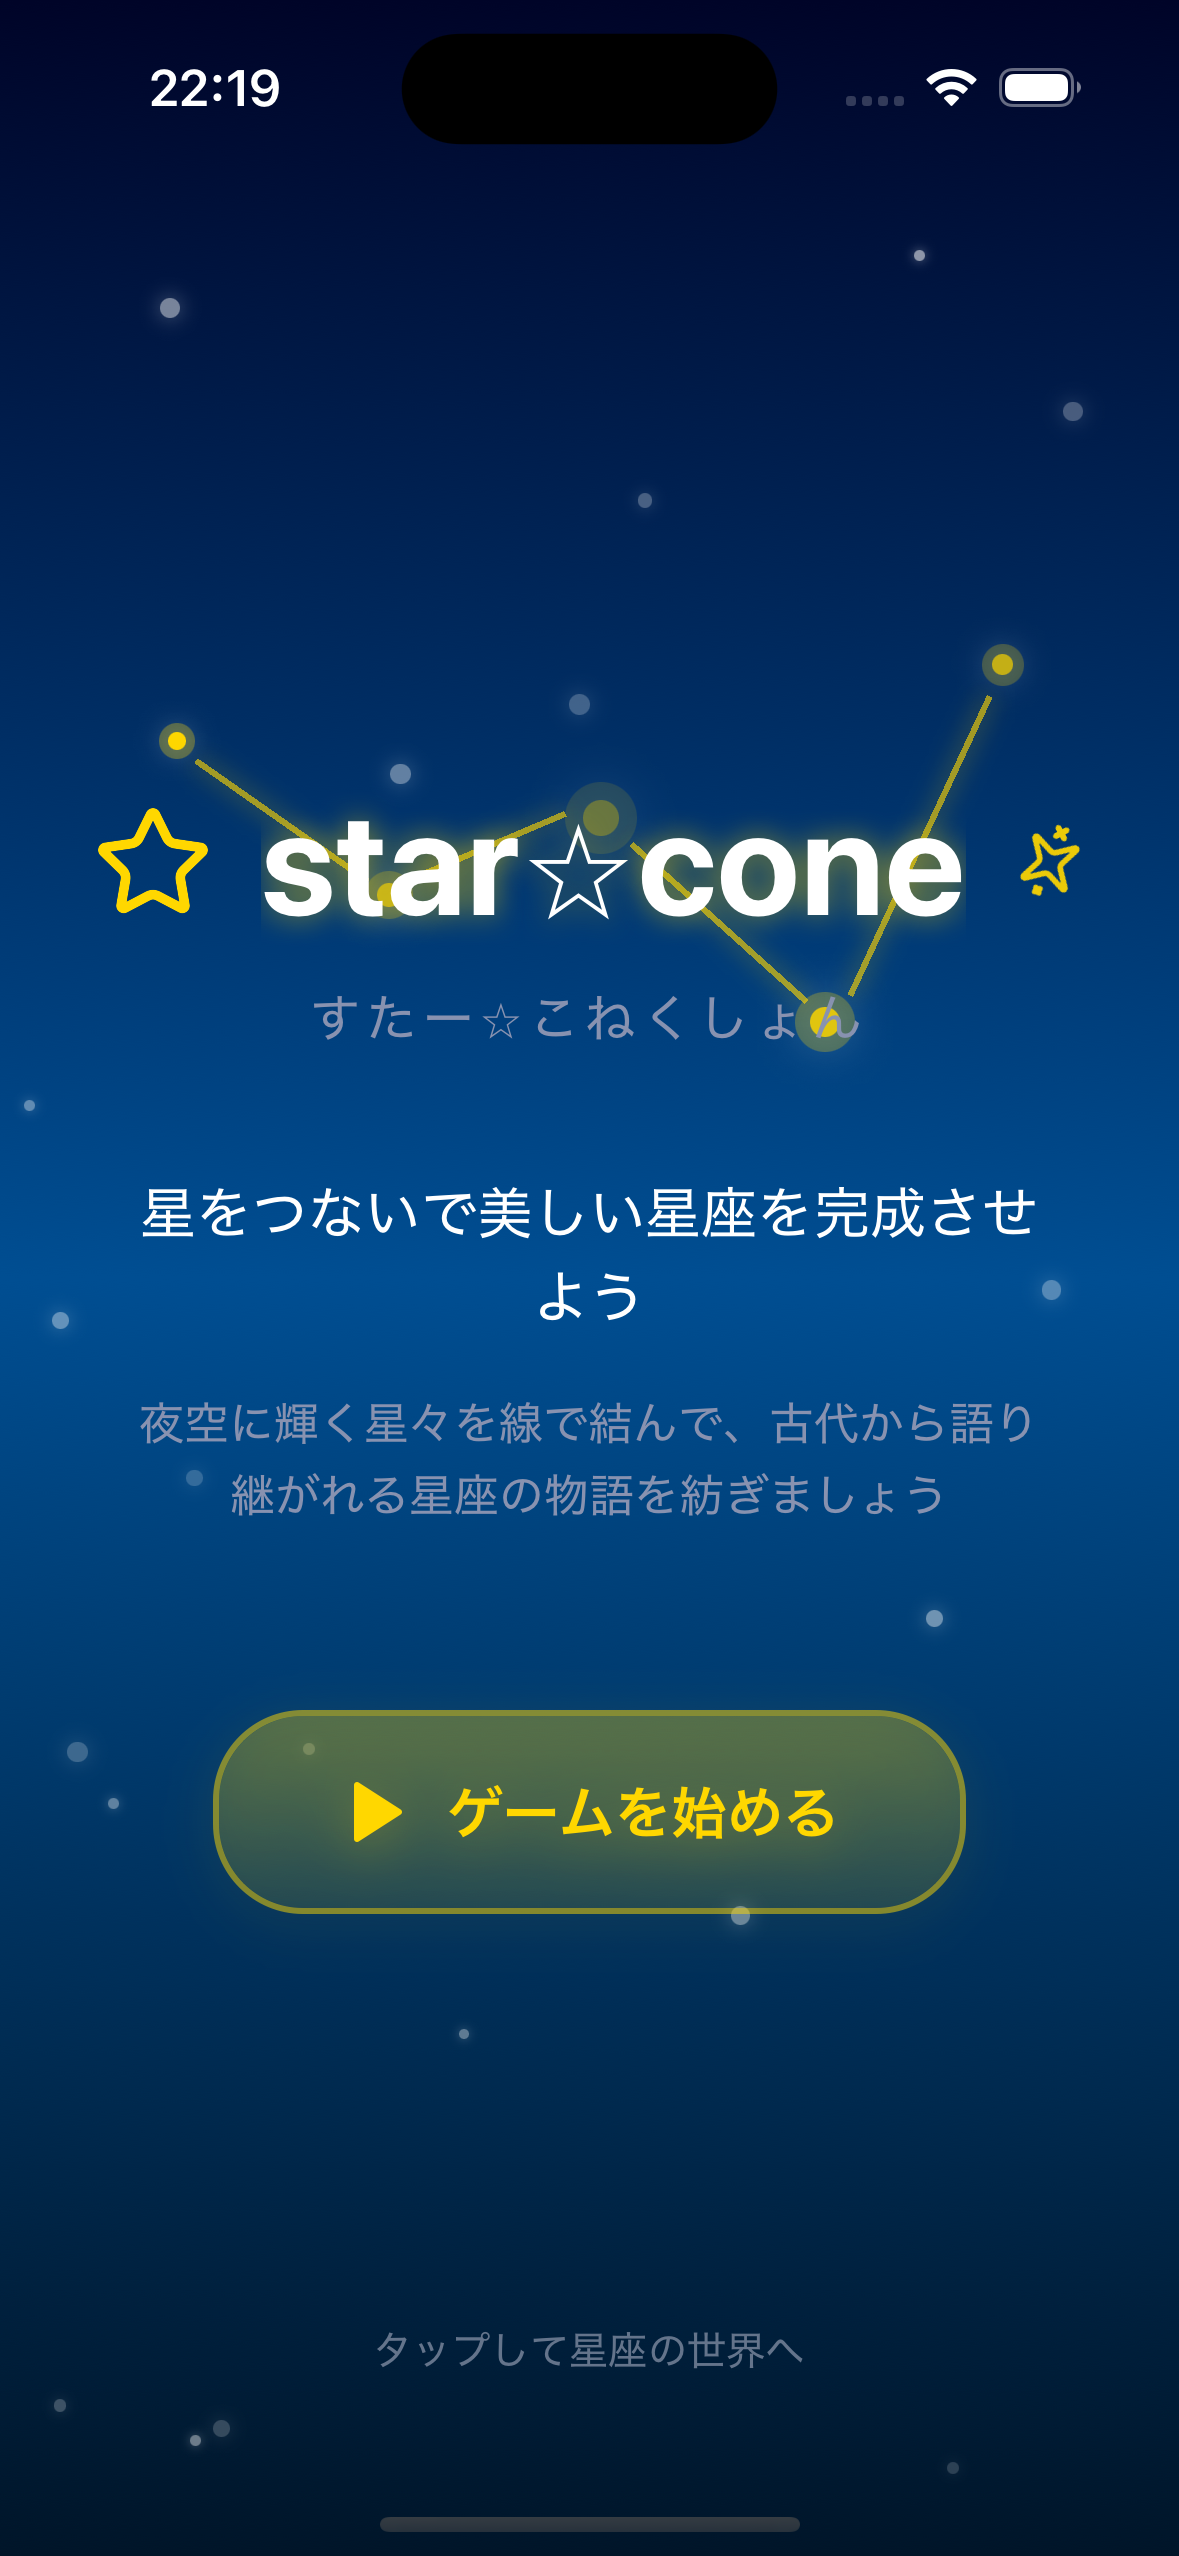 22:19
star☆cone
すたー☆こねくしょん
星をつないで美しい星座を完成させ
よう
夜空に輝く星々を線で結んで、古代から語り
継がれる星座の物語を紡ぎましょう
ゲームを始める
タップして星座の世界へ